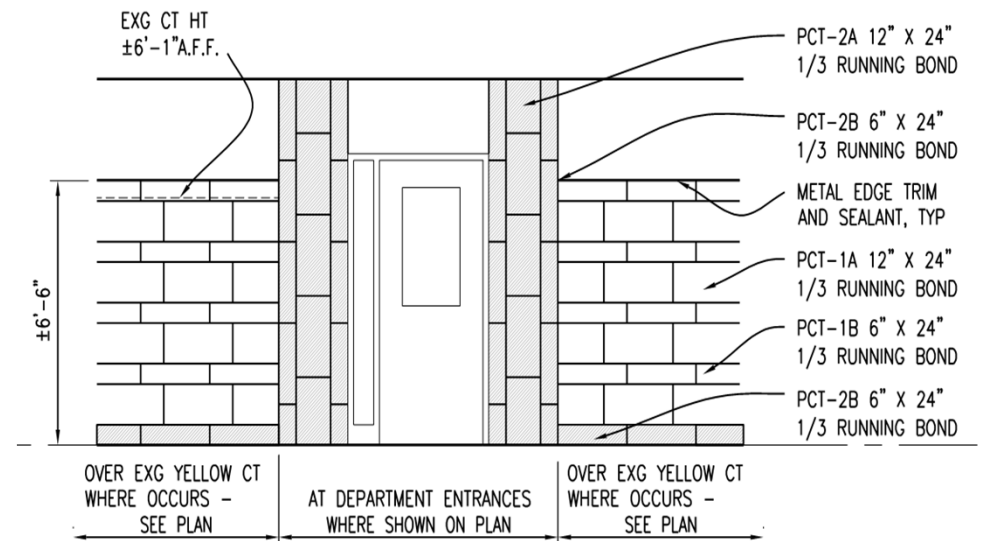 EXG CT HT
±6'-1"A.F.F.
PCT-2A 12" X 24"
1/3 RUNNING BOND
PCT-2B 6" X 24"
1/3 RUNNING BOND
METAL EDGE TRIM
AND SEALANT, TYP
PCT-1A 12" X 24"
1/3 RUNNING BOND
PCT-1B 6" X 24"
1/3 RUNNING BOND
PCT-2B 6" X 24"
1/3 RUNNING BOND
±6'-6"
OVER EXG YELLOW CT
WHERE OCCURS -
SEE PLAN
AT DEPARTMENT ENTRANCES
WHERE SHOWN ON PLAN
OVER EXG YELLOW CT
WHERE OCCURS -
SEE PLAN